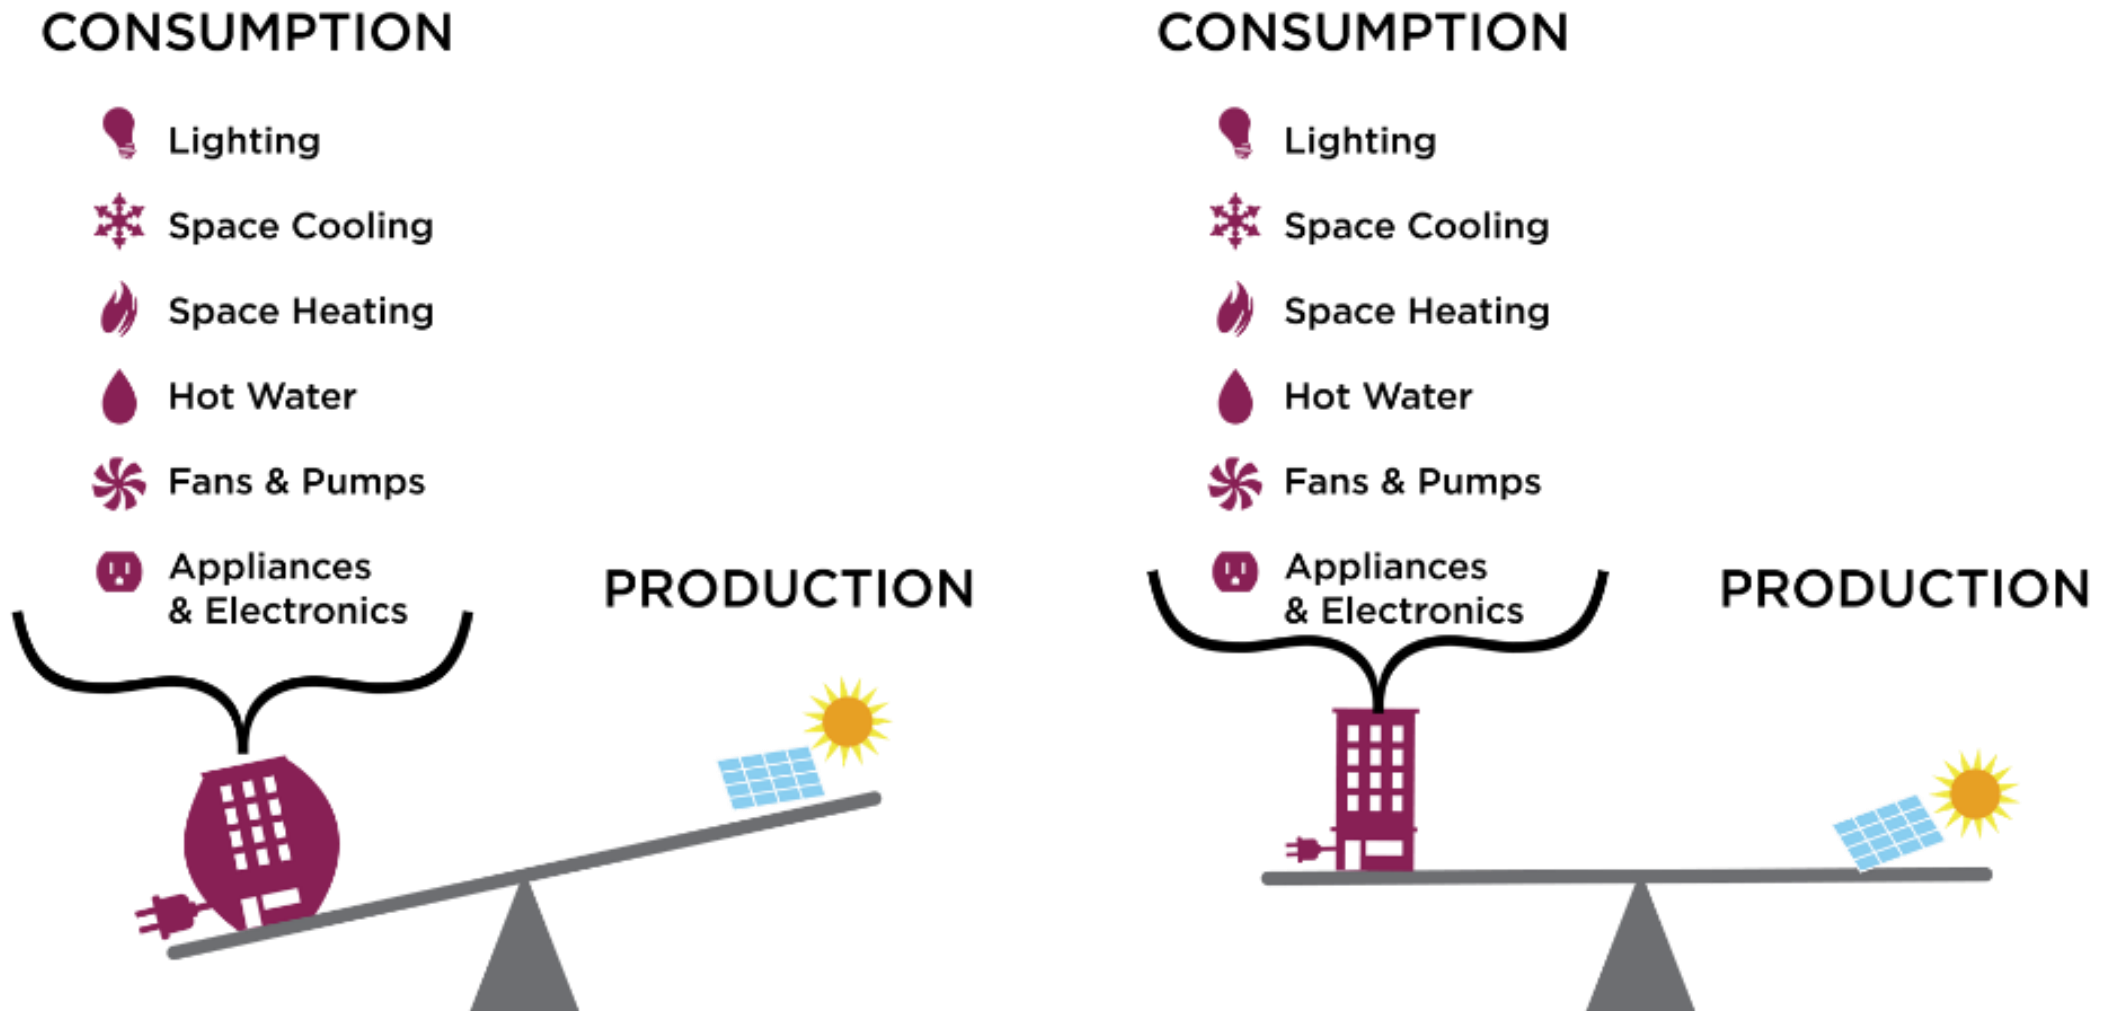 CONSUMPTION
Lighting
Space Cooling
Space Heating
Hot Water
Fans & Pumps
Appliances
& Electronics
PRODUCTION
CONSUMPTION
Lighting
Space Cooling
Space Heating
Hot Water
Fans & Pumps
Appliances
& Electronics
PRODUCTION